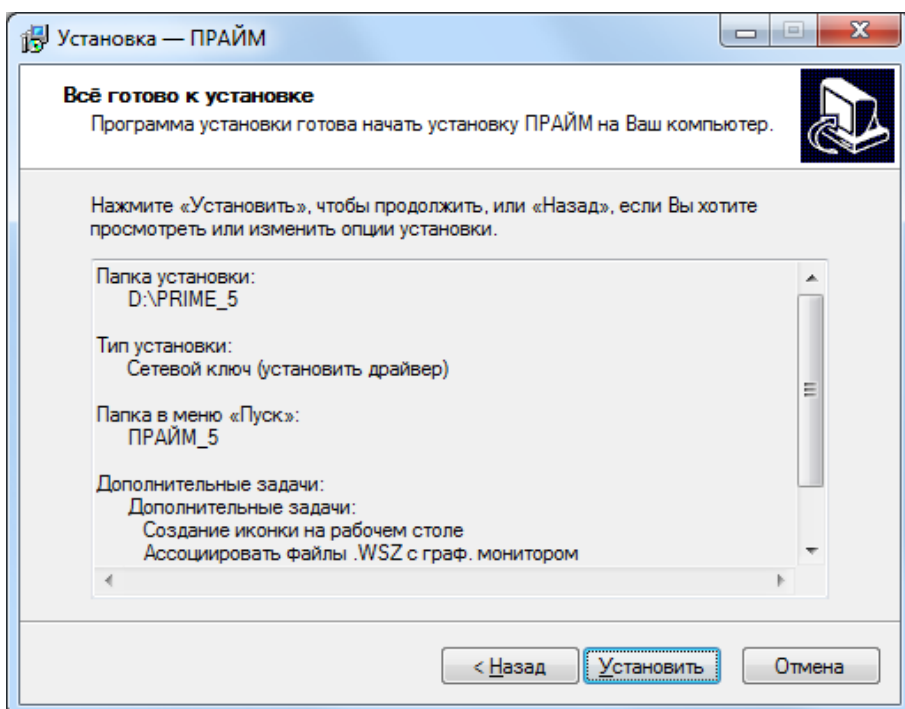 Установка — ПРАЙМ
Всё готово к установке
Программа установки готова начать установку ПРАЙМ на Ваш компьютер.
Нажмите «Установить», чтобы продолжить, или «Назад», если Вы хотите
просмотреть или изменить опции установки.
Папка установки:
D:\PRIME_5
Тип установки:
Сетевой ключ (установить драйвер)
Папка в меню «Пуск»:
ПРАЙМ_5
Дополнительные задачи:
Дополнительные задачи:
Создание иконки на рабочем столе
Ассоциировать файлы .WSZ с граф. монитором
< Назад Установить Отмена